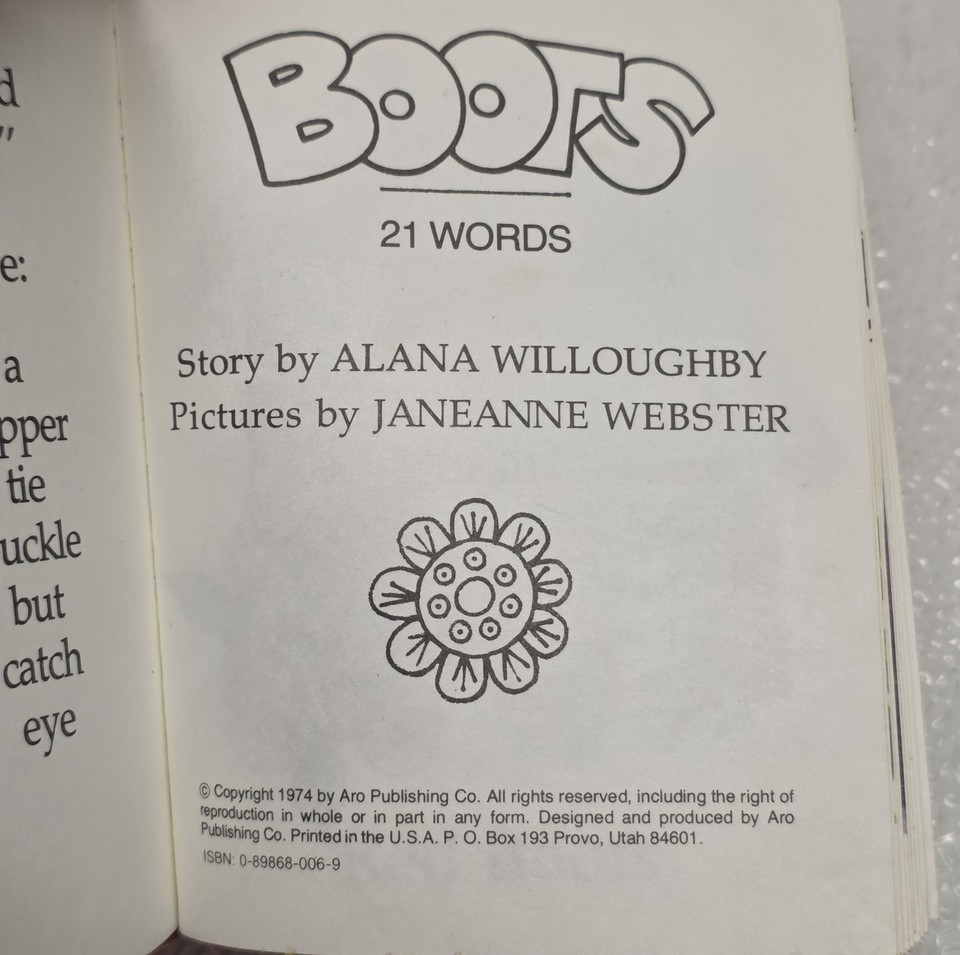 d
"
e:
a
pper
tie
uckle
but
catch
eye
BOOTS
21 WORDS
Story by ALANA WILLOUGHBY
Pictures by JANEANNE WEBSTER
© Copyright 1974 by Aro Publishing Co. All rights reserved, including the right of
reproduction in whole or in part in any form. Designed and produced by Aro
Publishing Co. Printed in the U.S.A. P. O. Box 193 Provo, Utah 84601.
ISBN: 0-89868-006-9